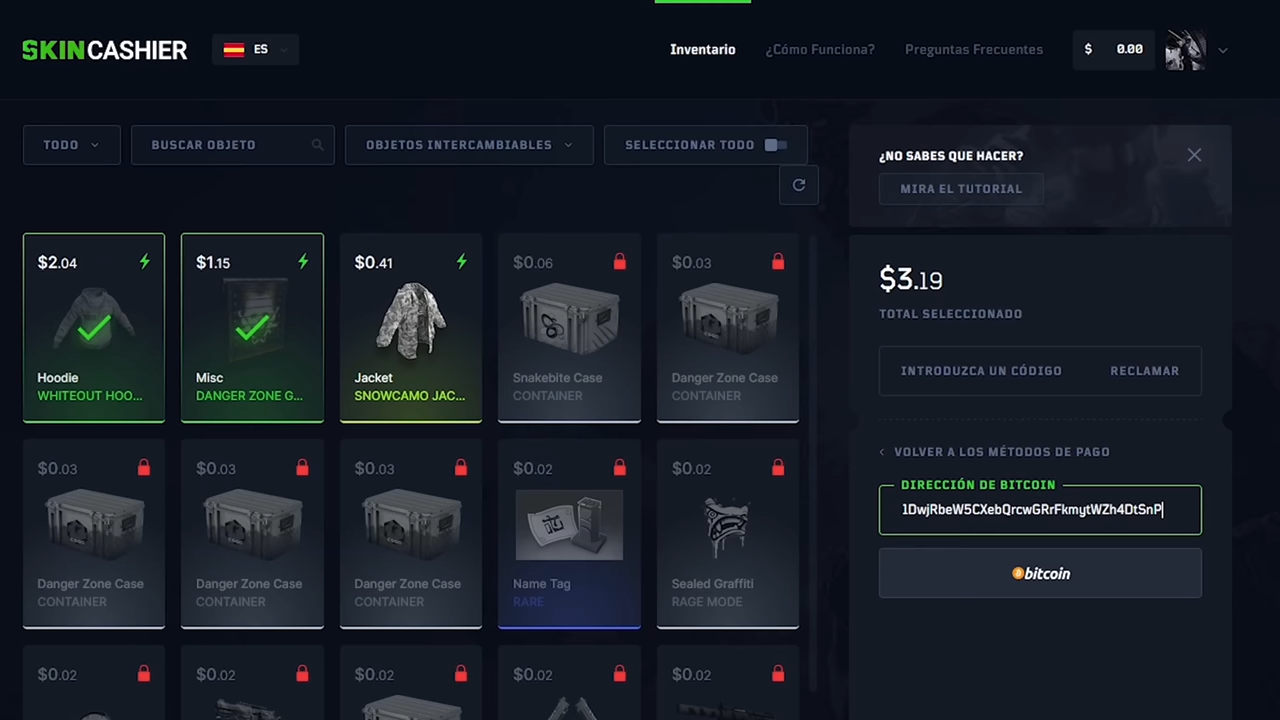 SKINCASHIER
ES
Inventario
¿Cómo Funciona?
Preguntas Frecuentes
$ 0.00
TODO
BUSCAR OBJETO
OBJETOS INTERCAMBIABLES
SELECCIONAR TODO
¿NO SABES QUE HACER?
MIRA EL TUTORIAL
$2.04
Hoodie
WHITEOUT HOO...
$1.15
Misc
DANGER ZONE G...
$0.41
Jacket
SNOWCAMO JAC...
$0.06
Snakebite Case
CONTAINER
$0.03
Danger Zone Case
CONTAINER
$0.03
Danger Zone Case
CONTAINER
$0.03
Danger Zone Case
CONTAINER
$0.03
Danger Zone Case
CONTAINER
$0.02
Name Tag
RARE
$0.02
Sealed Graffiti
RAGE MODE
$0.02
$0.02
$0.02
$0.02
$0.02
$3.19
TOTAL SELECCIONADO
INTRODUZCA UN CÓDIGO
RECLAMAR
VOLVER A LOS MÉTODOS DE PAGO
DIRECCIÓN DE BITCOIN
1DwjRbeW5CXebQrcwGRrFkmytWZh4DtSnP
bitcoin